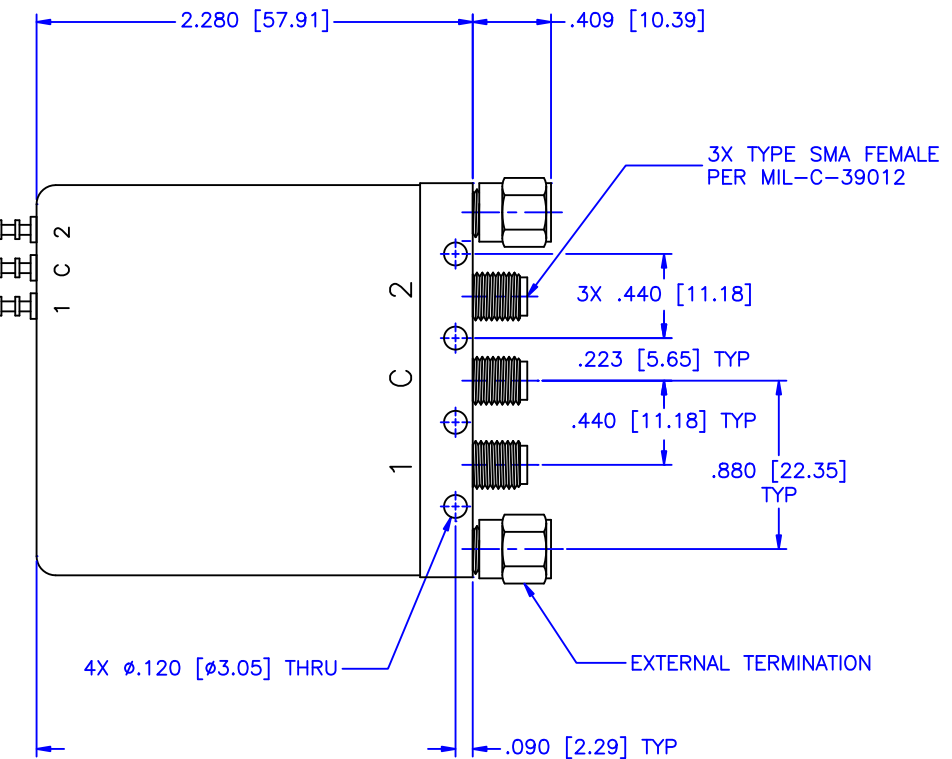 2.280 [57.91]
.409 [10.39]
3X TYPE SMA FEMALE
PER MIL-C-39012
2
C
1
2
C
1
3X .440 [11.18]
.223 [5.65] TYP
.440 [11.18] TYP
.880 [22.35]
TYP
4X ø.120 [ø3.05] THRU
EXTERNAL TERMINATION
.090 [2.29] TYP